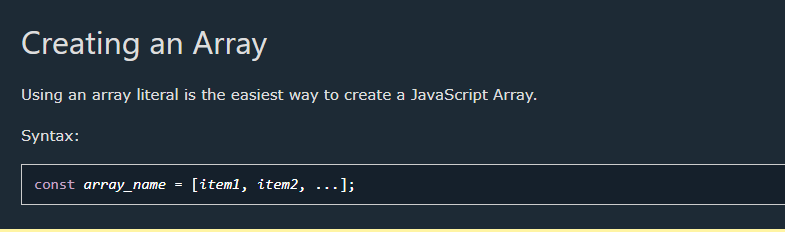 Creating an Array
Using an array literal is the easiest way to create a JavaScript Array.
Syntax:
const array_name = [item1, item2, ...];